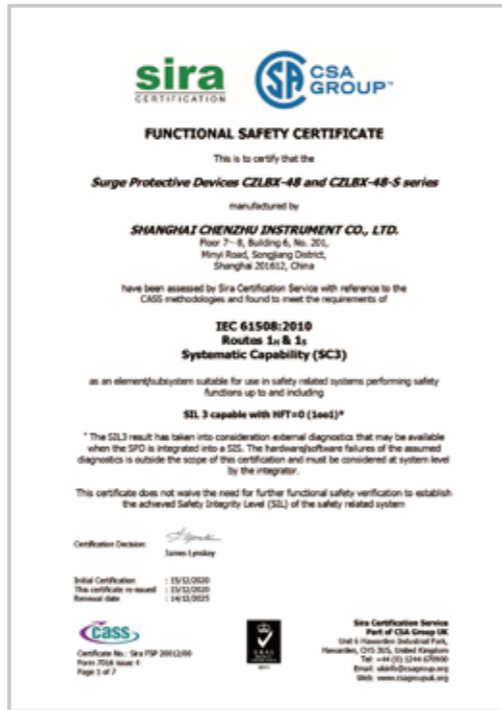 sira
CERTIFICATION
CSA
GROUP™
FUNCTIONAL SAFETY CERTIFICATE
This is to certify that the
Surge Protective Devices CZLBX-48 and CZLBX-48-S series
manufactured by
SHANGHAI CHENZHU INSTRUMENT CO., LTD.
Floor 7-8, Building 6, No. 201,
Minyi Road, Songjiang District,
Shanghai 201612, China
have been assessed by Sira Certification Service with reference to the
CASS methodologies and found to meet the requirements of
IEC 61508:2010
Routes 1H & 1S
Systematic Capability (SC3)
as an element/subsystem suitable for use in safety related systems performing safety
functions up to and including
SIL 3 capable with HFT=0 (1oo1)*
* The SIL3 result has taken into consideration external diagnostics that may be available
when the SPD is integrated into a SIS. The hardware/software failures of the assumed
diagnostics is outside the scope of this certification and must be considered at system level
by the integrator.
This certificate does not waive the need for further functional safety verification to establish
the achieved Safety Integrity Level (SIL) of the safety related system
Certification Decision:
James Lynskey
Initial Certification : 15/12/2020
This certificate re-issued : 15/12/2020
Renewal date : 14/12/2025
cass
Certificate No.: Sira FSP 20012/00
Form 7016 issue 4
Page 1 of 7
UKAS
Sira Certification Service
Part of CSA Group UK
Unit 6 Hawarden Industrial Park,
Hawarden, CH5 3US, United Kingdom
Tel: +44 (0) 1244 670900
Email: ukinfo@csagroup.org
Web: www.csagroupuk.org